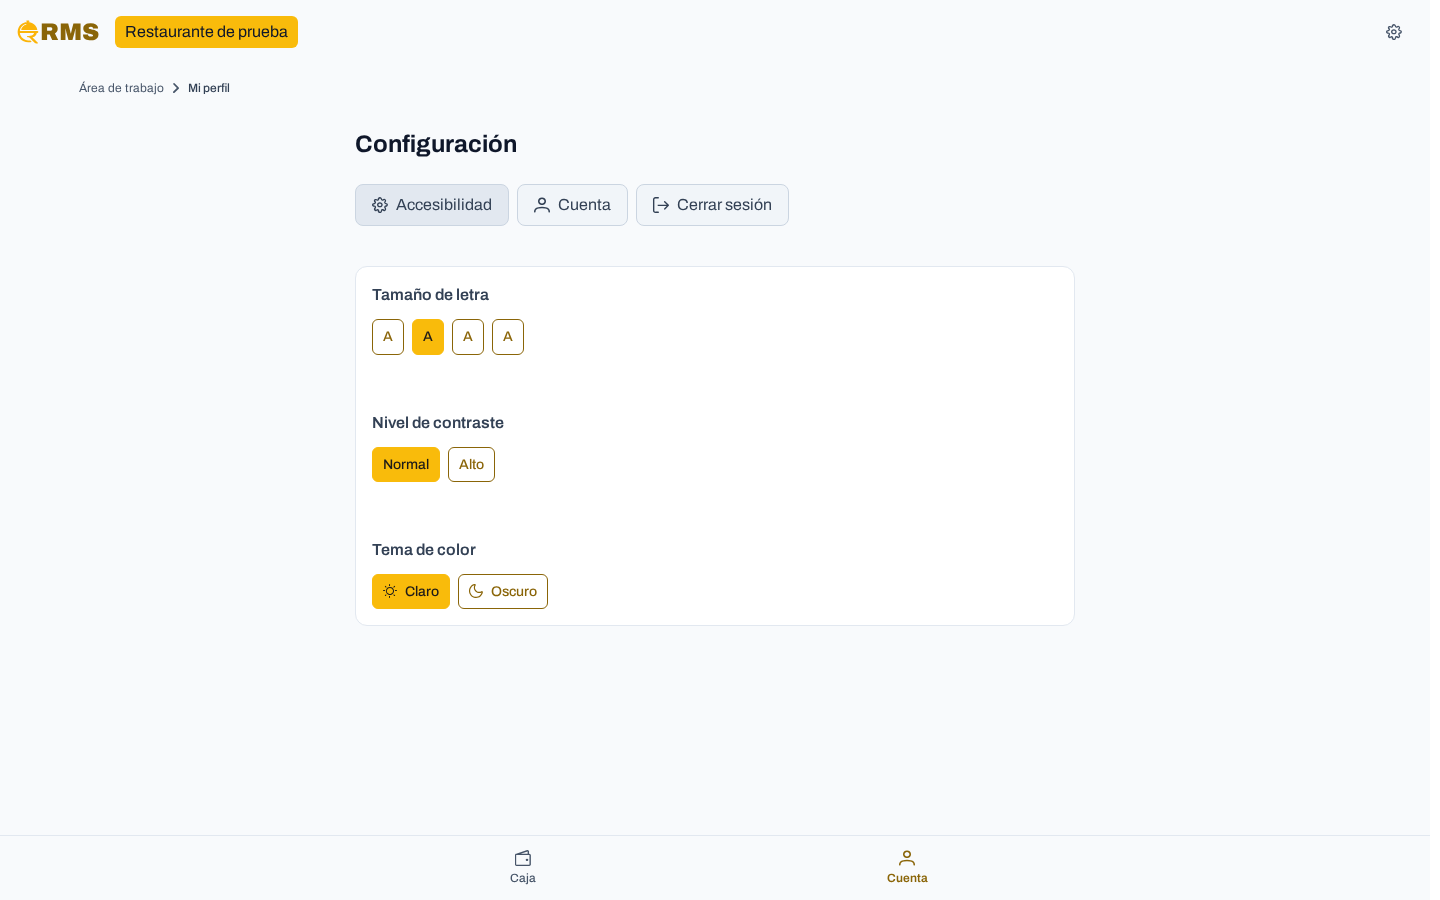 RMS
Restaurante de prueba
Área de trabajo
Mi perfil
Configuración
Accesibilidad
Cuenta
Cerrar sesión
Tamaño de letra
A A A A
Nivel de contraste
Normal
Alto
Tema de color
Claro
Oscuro
Caja
Cuenta